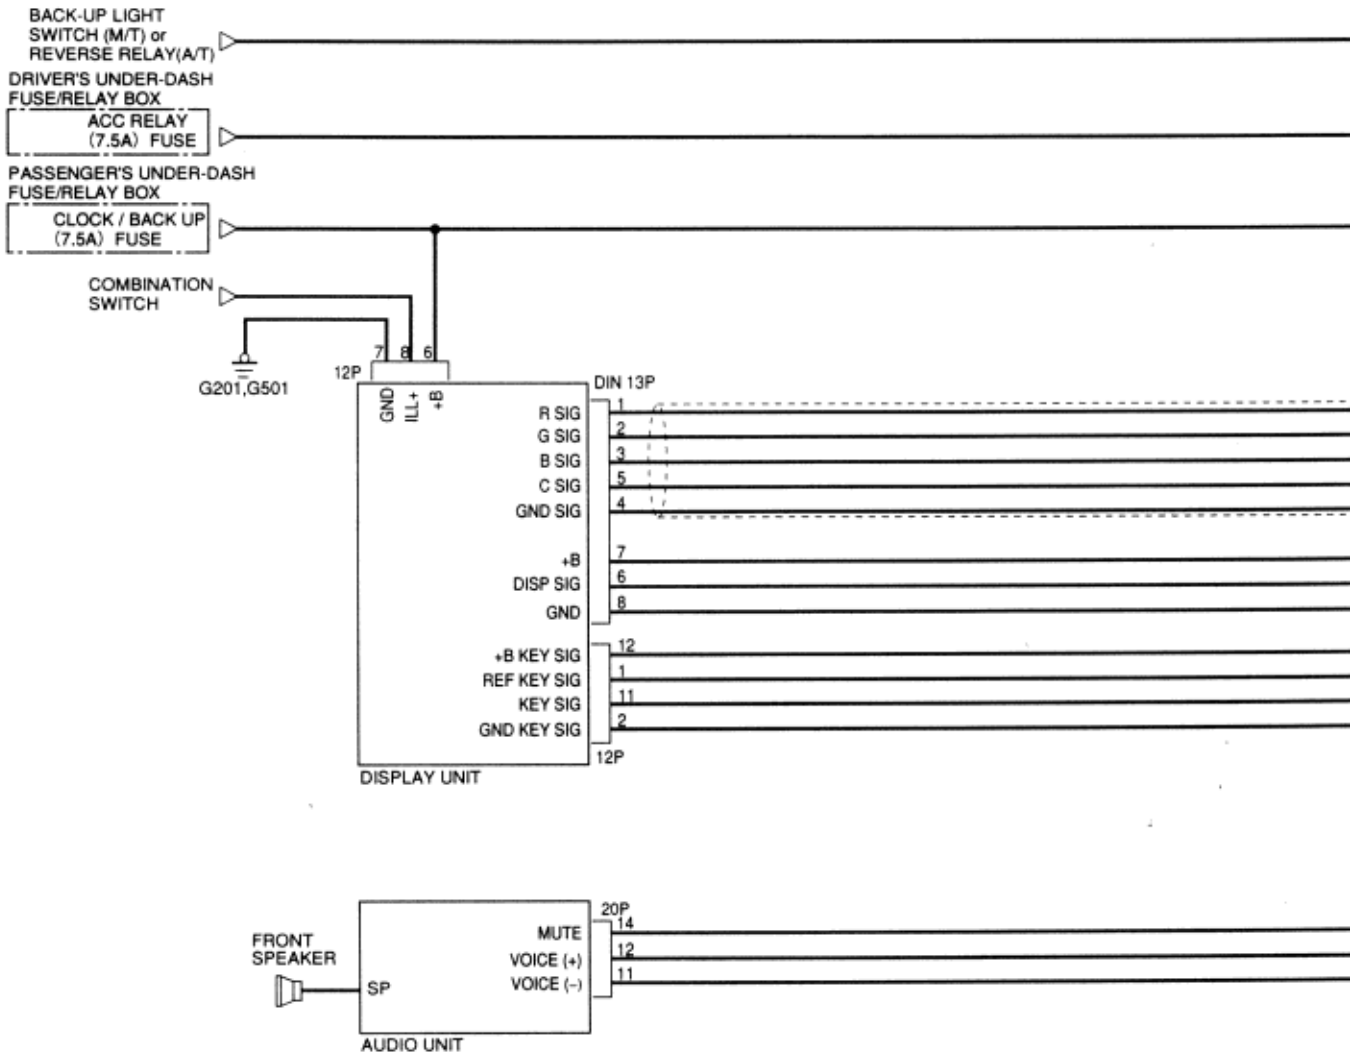 BACK-UP LIGHT
SWITCH (M/T) or
REVERSE RELAY(A/T)
DRIVER'S UNDER-DASH
FUSE/RELAY BOX
ACC RELAY
(7.5A) FUSE
PASSENGER'S UNDER-DASH
FUSE/RELAY BOX
CLOCK / BACK UP
(7.5A) FUSE
COMBINATION
SWITCH
G201,G501
12P
7 8 6
GND
ILL+
+B
DIN 13P
R SIG 1
G SIG 2
B SIG 3
C SIG 5
GND SIG 4
+B 7
DISP SIG 6
GND 8
+B KEY SIG 12
REF KEY SIG 1
KEY SIG 11
GND KEY SIG 2
12P
DISPLAY UNIT
20P
MUTE 14
VOICE (+) 12
VOICE (−) 11
FRONT
SPEAKER
SP
AUDIO UNIT